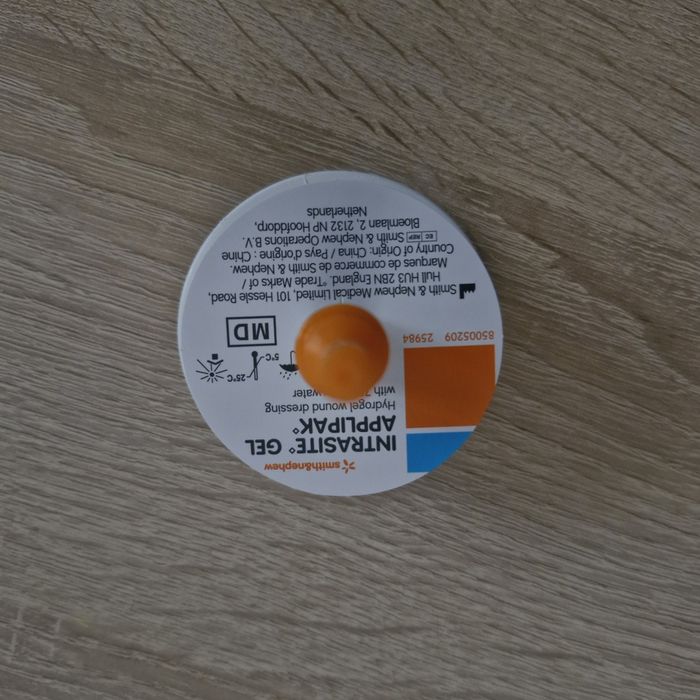 smith&nephew
INTRASITE° GEL
APPLIPAK°
Hydrogel wound dressing
with water
5°C 25°C
MD
85005209 25984
Smith & Nephew Medical Limited, 101 Hessle Road,
Hull HU3 2BN England. °Trade Marks of /
Marques de commerce de Smith & Nephew.
Country of Origin: China / Pays d'origine : Chine
EC REP Smith & Nephew Operations B.V.
Bloemlaan 2, 2132 NP Hoofddorp,
Netherlands